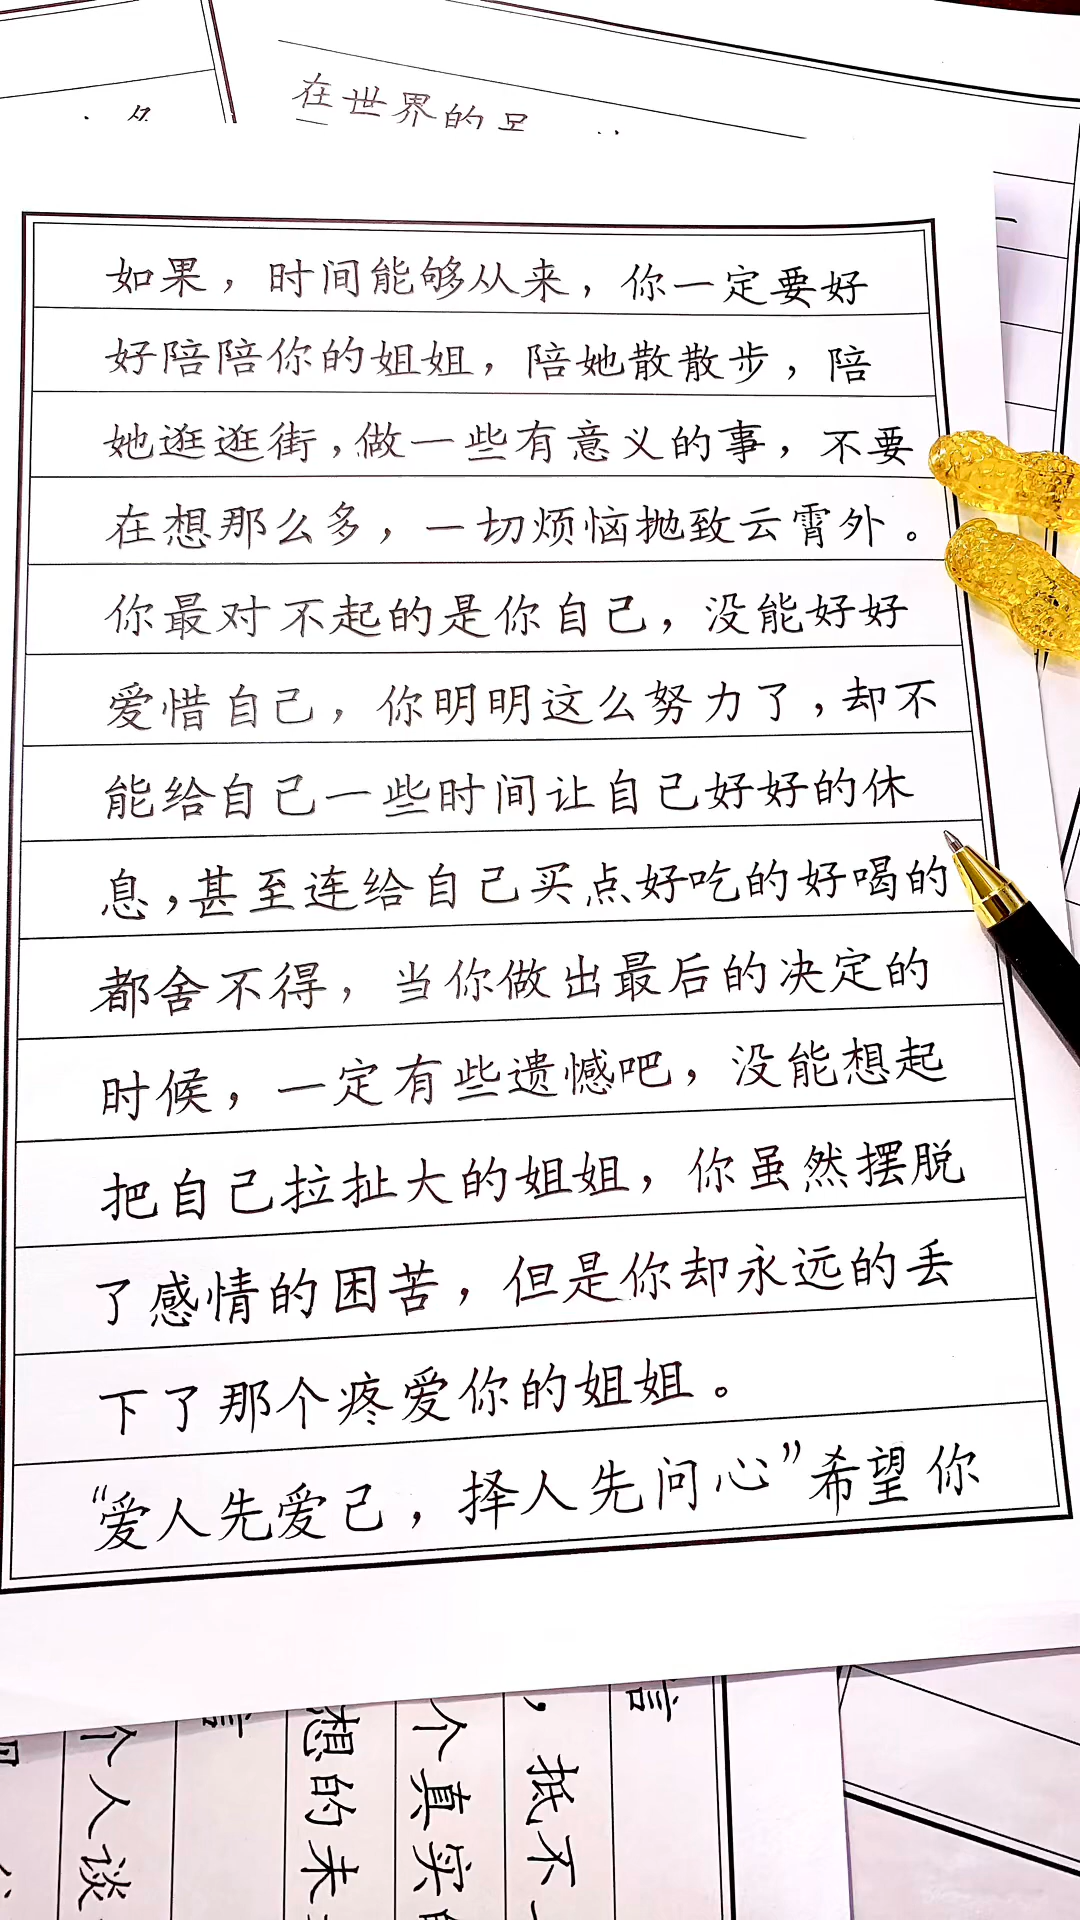 在世界的
如果，时间能够从来，你一定要好
好陪陪你的姐姐，陪她散散步，陪
她逛逛街，做一些有意义的事，不要
在想那么多，一切烦恼抛致云霄外。
你最对不起的是你自己，没能好好
爱惜自己，你明明这么努力了，却不
能给自己一些时间让自己好好的休
息，甚至连给自己买点好吃的好喝的
都舍不得，当你做出最后的决定的
时候，一定有些遗憾吧，没能想起
把自己拉扯大的姐姐，你虽然摆脱
了感情的困苦，但是你却永远的丢
下了那个疼爱你的姐姐。
“爱人先爱己，择人先问心”希望你
，抵不
个真实的
想的未
个人谈